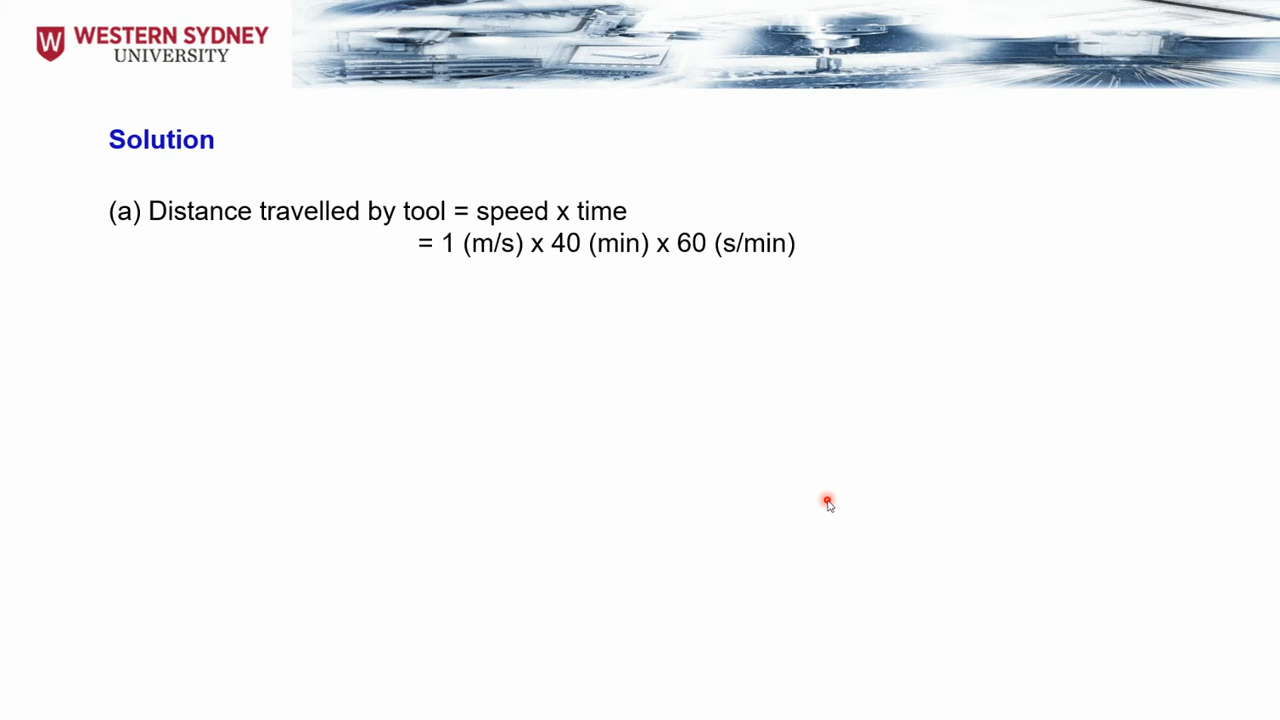 WESTERN SYDNEY
UNIVERSITY
Solution
(a) Distance travelled by tool = speed x time
= 1 (m/s) x 40 (min) x 60 (s/min)